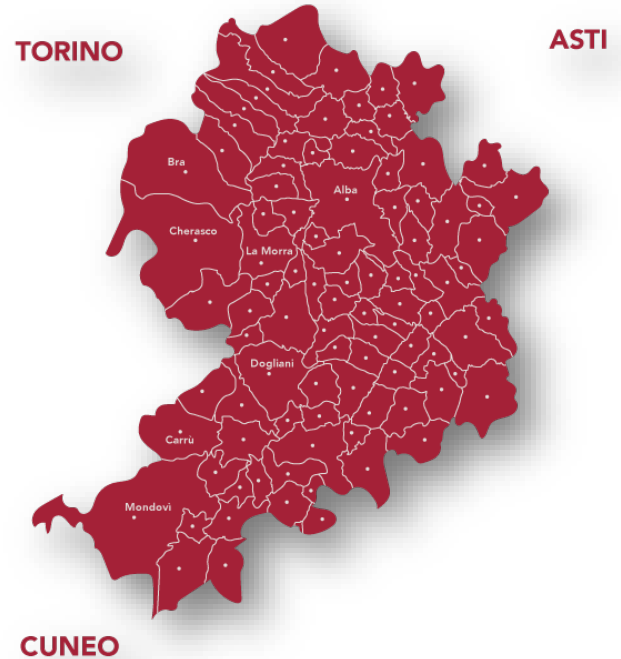 TORINO
ASTI
Bra
Alba
Cherasco
La Morra
Dogliani
Carrù
Mondovì
CUNEO